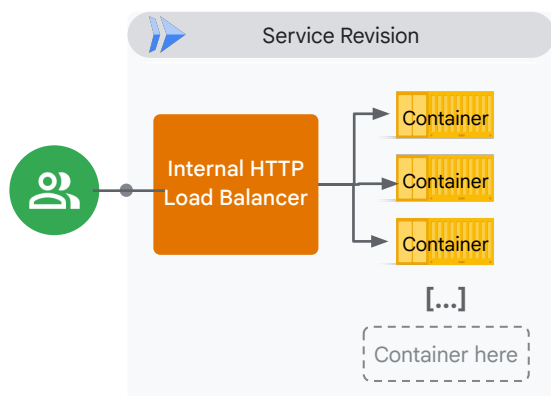 Service Revision
Internal HTTP
Load Balancer
Container
Container
Container
[...]
Container here